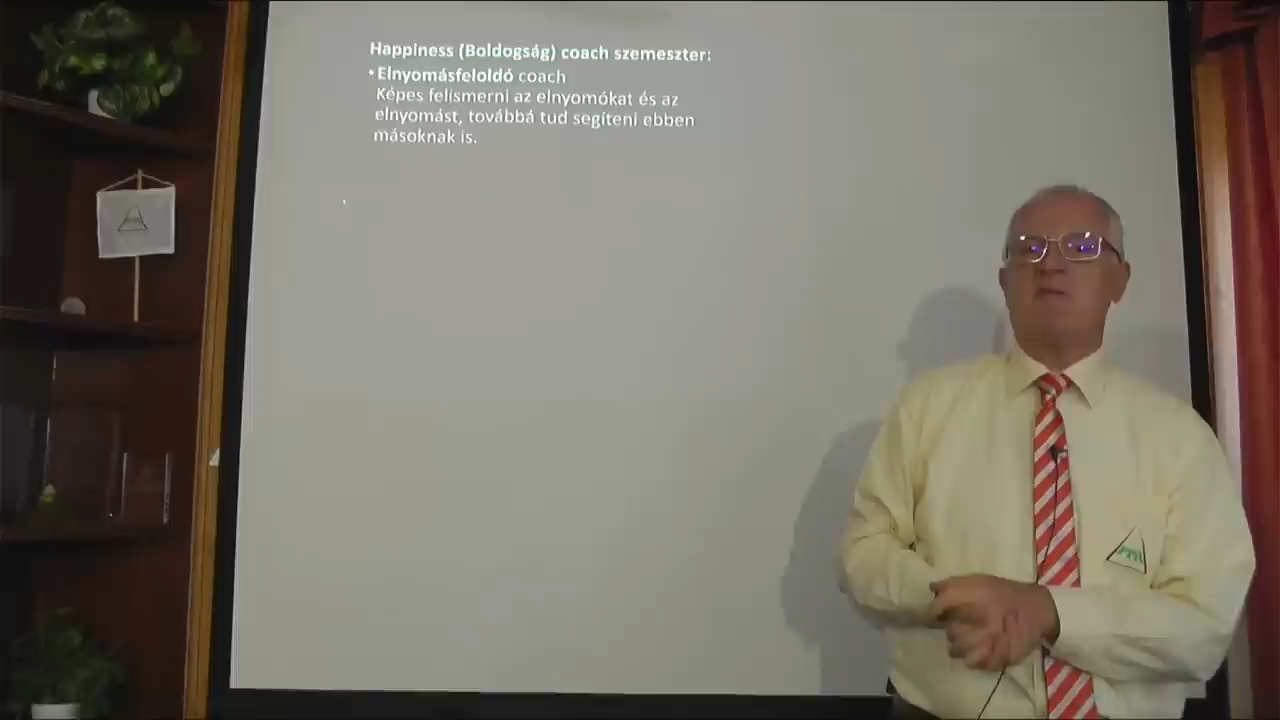 Happiness (Boldogság) coach szemeszter:
•Elnyomásfeloldó coach
Képes felismerni az elnyomókat és az
elnyomást, továbbá tud segíteni ebben
másoknak is.